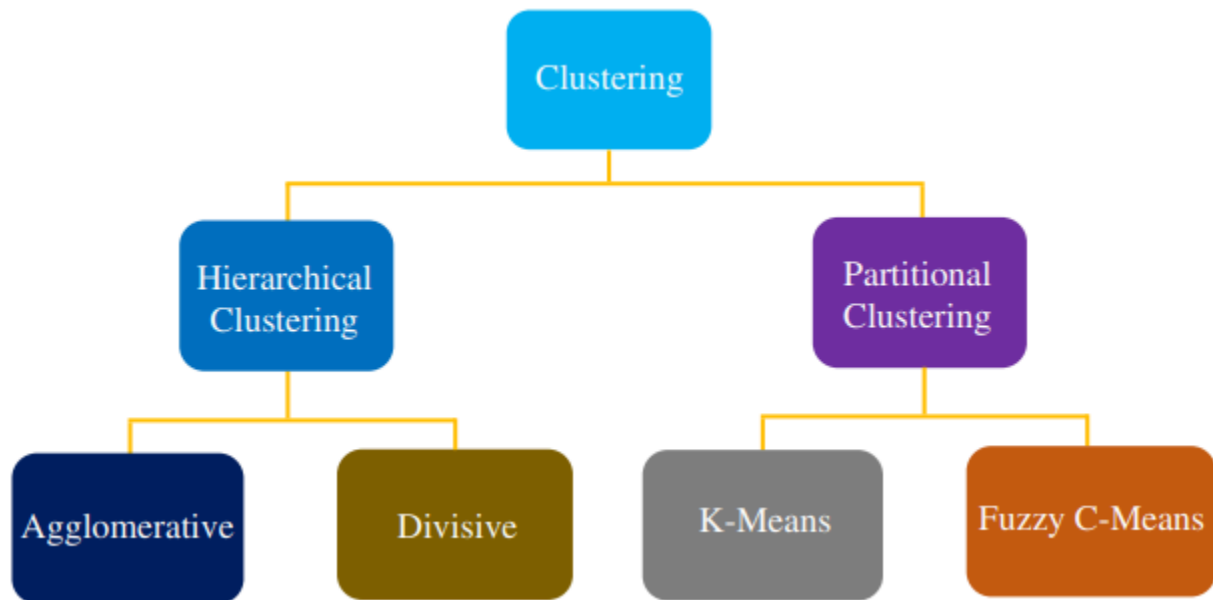 Clustering
Hierarchical
Clustering
Partitional
Clustering
Agglomerative
Divisive
K-Means
Fuzzy C-Means